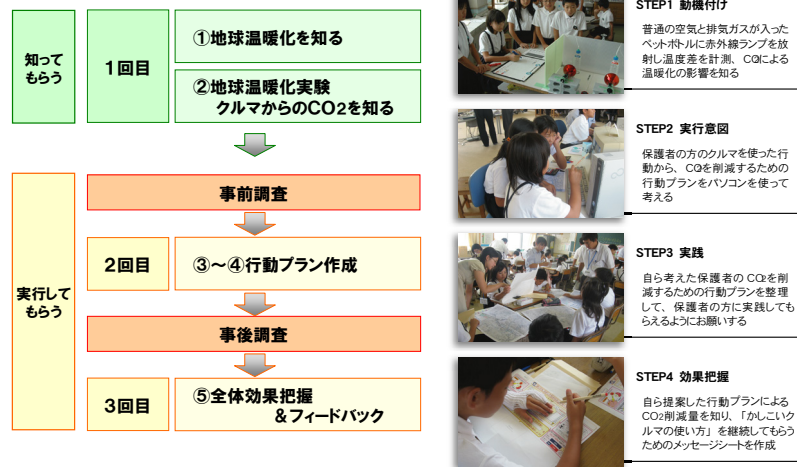 知って
もらう
1回目
①地球温暖化を知る
②地球温暖化実験
クルマからのCO2を知る
事前調査
実行して
もらう
2回目
③～④行動プラン作成
事後調査
3回目
⑤全体効果把握
＆フィードバック
STEP1 動機付け
普通の空気と排気ガスが入った
ペットボトルに赤外線ランプを放
射し温度差を計測、CO2による
温暖化の影響を知る
STEP2 実行意図
保護者の方のクルマを使った行
動から、CO2を削減するための
行動プランをパソコンを使って
考える
STEP3 実践
自ら考えた保護者の CO2を削
減するための行動プランを整理
して、保護者の方に実践しても
らえるようにお願いする
STEP4 効果把握
自ら提案した行動プランによる
CO2削減量を知り、「かしこいク
ルマの使い方」を継続してもらう
ためのメッセージシートを作成